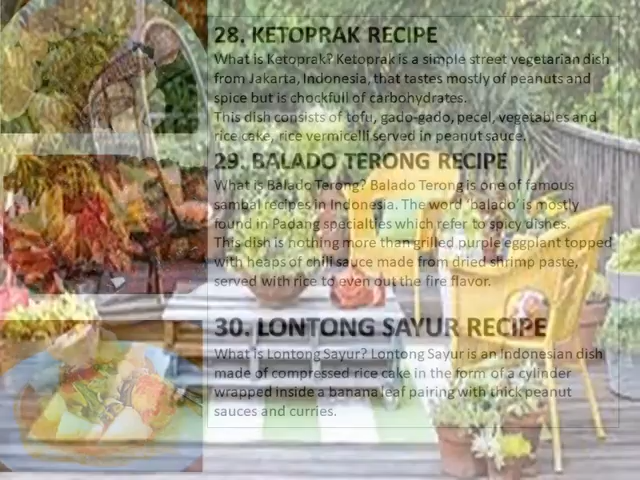 28. KETOPRAK RECIPE
What is Ketoprak? Ketoprak is a simple street vegetarian dish
from Jakarta, Indonesia, that tastes mostly of peanuts and
spice but is chockfull of carbohydrates.
This dish consists of tofu, gado-gado, pecel, vegetables and
rice cake, rice vermicelli served in peanut sauce.
29. BALADO TERONG RECIPE
What is Balado Terong? Balado Terong is one of famous
sambal recipes in Indonesia. The word 'balado' is mostly
found in Padang specialties which refer to spicy dishes.
This dish is nothing more than grilled purple eggplant topped
with heaps of chili sauce made from dried shrimp paste,
served with rice to even out the fire flavor.
30. LONTONG SAYUR RECIPE
What is Lontong Sayur? Lontong Sayur is an Indonesian dish
made of compressed rice cake in the form of a cylinder
wrapped inside a banana leaf pairing with thick peanut
sauces and curries.